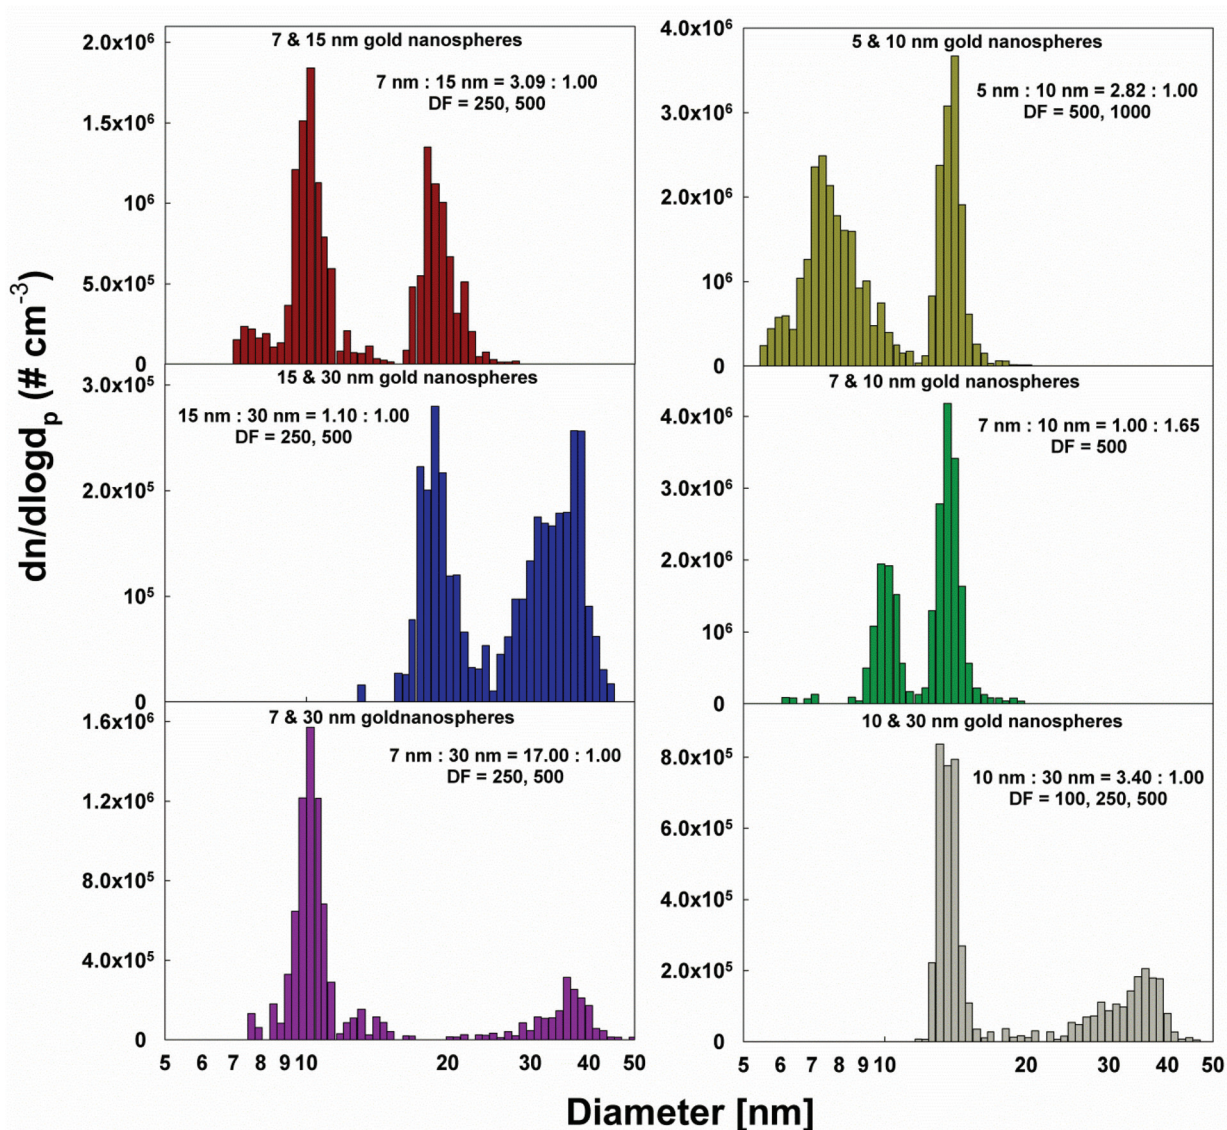 dn/dlogd_p (# cm⁻³)
2.0x10⁶
1.5x10⁶
10⁶
5.0x10⁵
0
7 & 15 nm gold nanospheres
7 nm : 15 nm = 3.09 : 1.00
DF = 250, 500
4.0x10⁶
3.0x10⁶
2.0x10⁶
10⁶
0
5 & 10 nm gold nanospheres
5 nm : 10 nm = 2.82 : 1.00
DF = 500, 1000
3.0x10⁵
2.0x10⁵
10⁵
0
15 & 30 nm gold nanospheres
15 nm : 30 nm = 1.10 : 1.00
DF = 250, 500
4.0x10⁶
3.0x10⁶
2.0x10⁶
10⁶
0
7 & 10 nm gold nanospheres
7 nm : 10 nm = 1.00 : 1.65
DF = 500
1.6x10⁶
1.2x10⁶
8.0x10⁵
4.0x10⁵
0
7 & 30 nm goldnanospheres
7 nm : 30 nm = 17.00 : 1.00
DF = 250, 500
5 6 7 8 9 10 20 30 40 50
8.0x10⁵
6.0x10⁵
4.0x10⁵
2.0x10⁵
0
10 & 30 nm gold nanospheres
10 nm : 30 nm = 3.40 : 1.00
DF = 100, 250, 500
5 6 7 8 9 10 20 30 40 50
Diameter [nm]